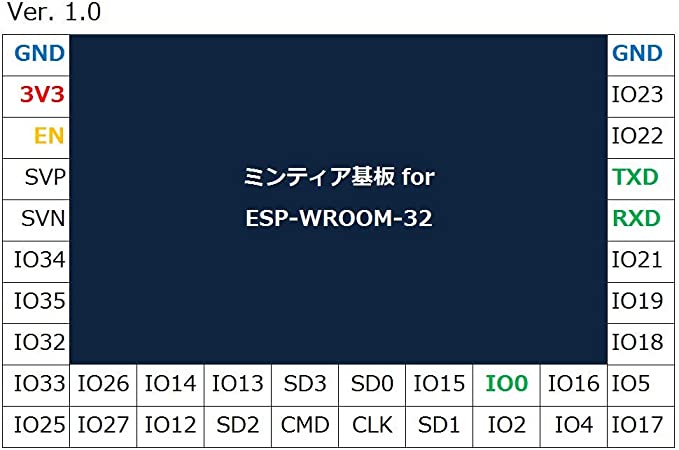 Ver. 1.0
GND GND
3V3 IO23
EN IO22
SVP ミンティア基板 for TXD
SVN ESP-WROOM-32 RXD
IO34 IO21
IO35 IO19
IO32 IO18
IO33 IO26 IO14 IO13 SD3 SD0 IO15 IO0 IO16 IO5
IO25 IO27 IO12 SD2 CMD CLK SD1 IO2 IO4 IO17